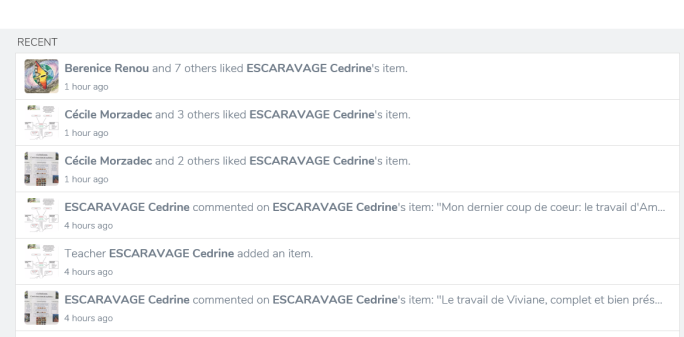 RECENT
Berenice Renou and 7 others liked ESCARAVAGE Cedrine's item.
1 hour ago
Cécile Morzadec and 3 others liked ESCARAVAGE Cedrine's item.
1 hour ago
Cécile Morzadec and 2 others liked ESCARAVAGE Cedrine's item.
1 hour ago
ESCARAVAGE Cedrine commented on ESCARAVAGE Cedrine's item: "Mon dernier coup de coeur: le travail d'Am...
4 hours ago
Teacher ESCARAVAGE Cedrine added an item.
4 hours ago
ESCARAVAGE Cedrine commented on ESCARAVAGE Cedrine's item: "Le travail de Viviane, complet et bien prés...
4 hours ago